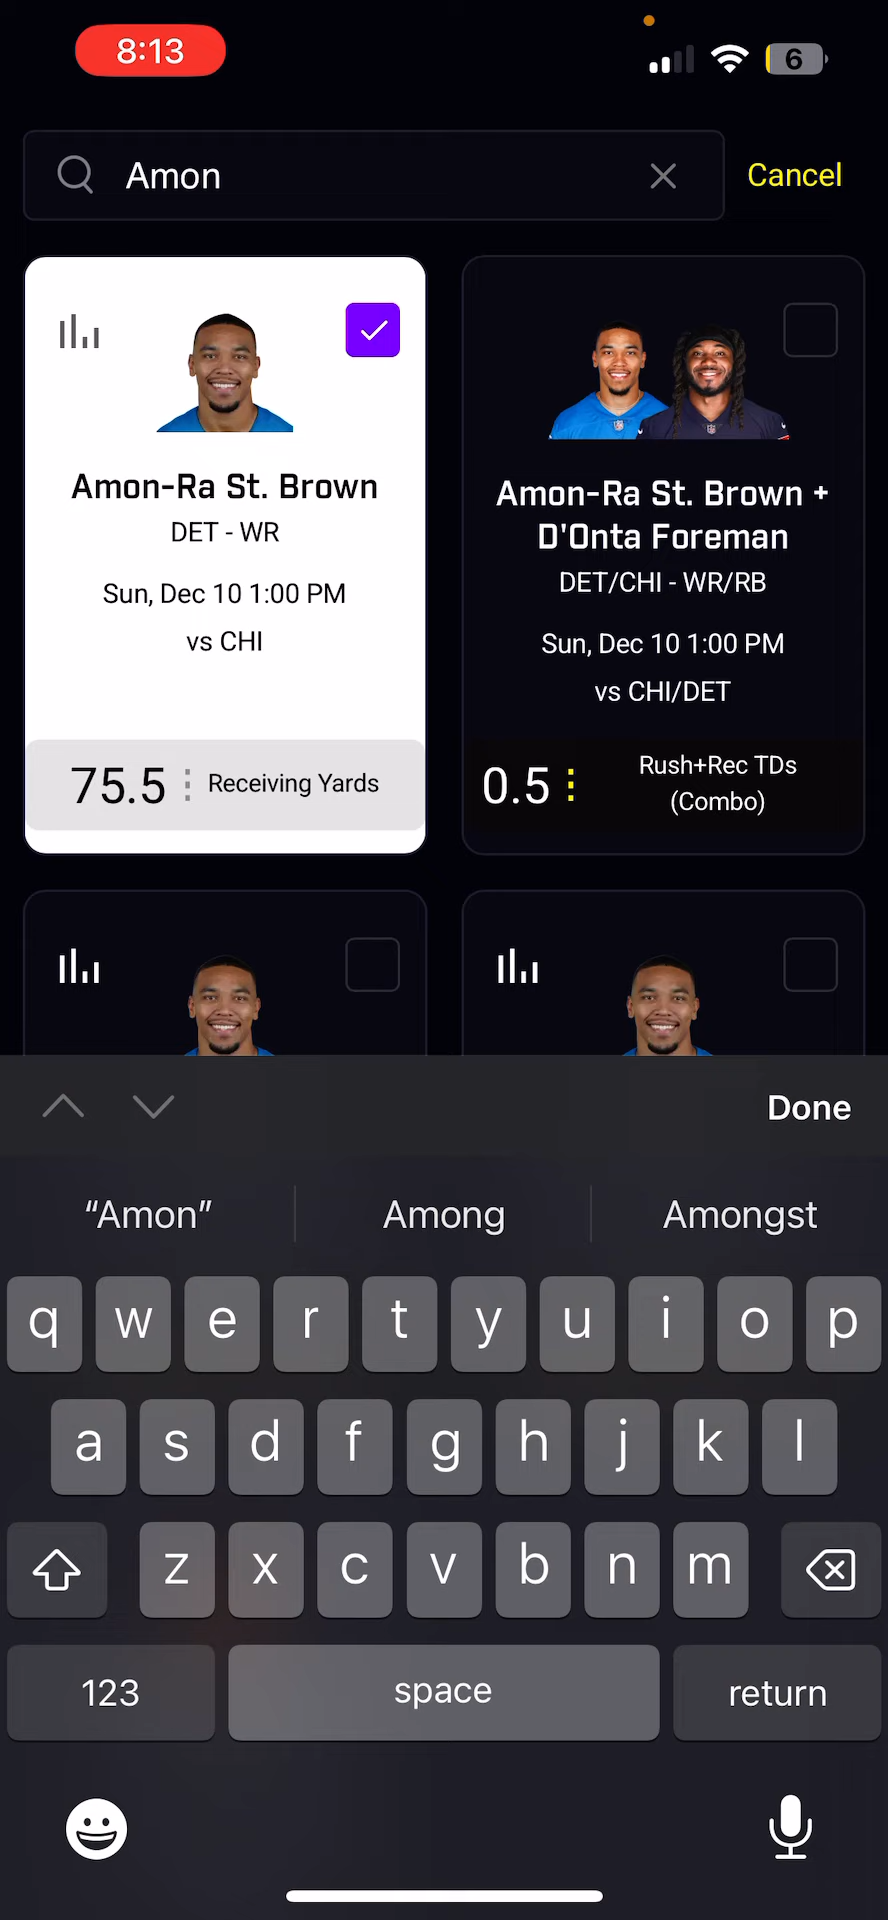 8:13
6
Amon
Cancel
Amon-Ra St. Brown
DET - WR
Sun, Dec 10 1:00 PM
vs CHI
75.5
Receiving Yards
Amon-Ra St. Brown +
D'Onta Foreman
DET/CHI - WR/RB
Sun, Dec 10 1:00 PM
vs CHI/DET
0.5
Rush+Rec TDs
(Combo)
Done
“Amon”
Among
Amongst
q w e r t y u i o p
a s d f g h j k l
z x c v b n m
123
space
return